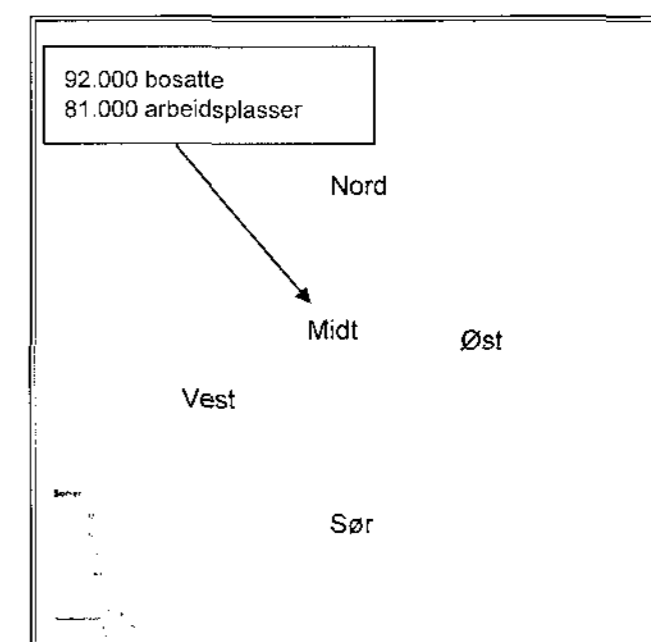 92.000 bosatte
81.000 arbeidsplasser
Nord
Midt
Øst
Vest
Sør